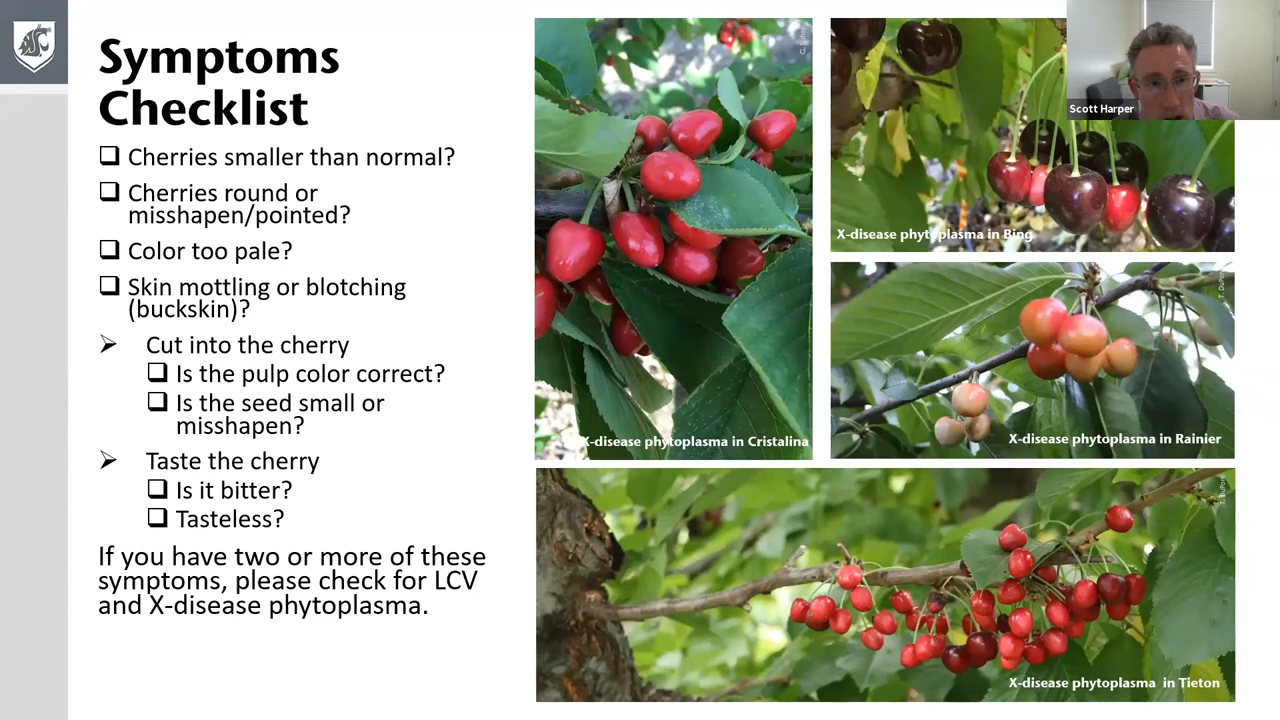 Symptoms
Checklist
Cherries smaller than normal?
Cherries round or
misshapen/pointed?
Color too pale?
Skin mottling or blotching
(buckskin)?
Cut into the cherry
Is the pulp color correct?
Is the seed small or
misshapen?
Taste the cherry
Is it bitter?
Tasteless?
If you have two or more of these
symptoms, please check for LCV
and X-disease phytoplasma.
X-disease phytoplasma in Cristalina
X-disease phytoplasma in Bing
Scott Harper
T. DuPont
X-disease phytoplasma in Rainier
T. DuPont
X-disease phytoplasma in Tieton